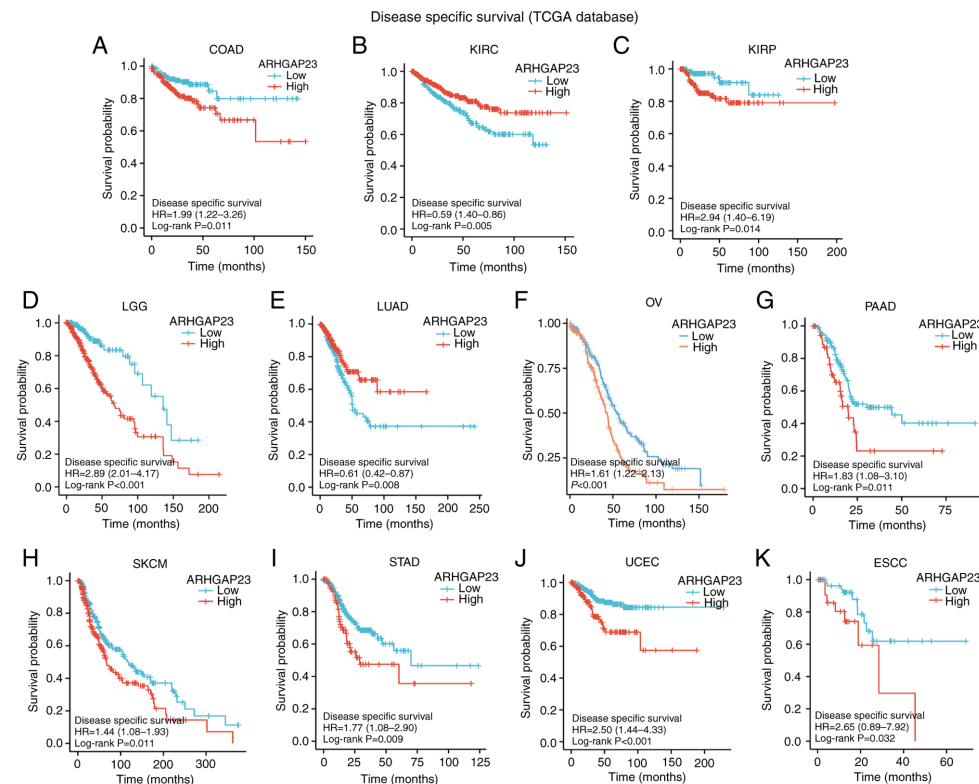 Disease specific survival (TCGA database)
A
COAD
ARHGAP23
Low
High
1.0
0.8
0.6
0.4
0.2
0.0
Survival probability
Disease specific survival
HR=1.99 (1.22–3.26)
Log-rank P=0.011
0 50 100 150
Time (months)
B
KIRC
ARHGAP23
Low
High
1.0
0.8
0.6
0.4
0.2
0.0
Survival probability
Disease specific survival
HR=0.59 (1.40–0.86)
Log-rank P=0.005
0 50 100 150
Time (months)
C
KIRP
ARHGAP23
Low
High
1.0
0.8
0.6
0.4
0.2
0.0
Survival probability
Disease specific survival
HR=2.94 (1.40–6.19)
Log-rank P=0.014
0 50 100 150 200
Time (months)
D
LGG
ARHGAP23
Low
High
1.0
0.8
0.6
0.4
0.2
0.0
Survival probability
Disease specific survival
HR=2.89 (2.01–4.17)
Log-rank P<0.001
0 50 100 150 200
Time (months)
E
LUAD
ARHGAP23
Low
High
1.0
0.8
0.6
0.4
0.2
0.0
Survival probability
Disease specific survival
HR=0.61 (0.42–0.87)
Log-rank P=0.008
0 50 100 150 200 250
Time (months)
F
OV
ARHGAP23
Low
High
1.00
0.75
0.50
0.25
0.0
Survival probability
Disease specific survival
HR=1.61 (1.22–2.13)
P<0.001
0 50 100 150
Time (months)
G
PAAD
ARHGAP23
Low
High
1.0
0.8
0.6
0.4
0.2
0.0
Survival probability
Disease specific survival
HR=1.83 (1.08–3.10)
Log-rank P=0.011
0 25 50 75
Time (months)
H
SKCM
ARHGAP23
Low
High
1.0
0.8
0.6
0.4
0.2
0.0
Survival probability
Disease specific survival
HR=1.44 (1.08–1.93)
Log-rank P=0.011
0 100 200 300
Time (months)
I
STAD
ARHGAP23
Low
High
1.0
0.8
0.6
0.4
0.2
0.0
Survival probability
Disease specific survival
HR=1.77 (1.08–2.90)
Log-rank P=0.009
0 25 50 75 100 125
Time (months)
J
UCEC
ARHGAP23
Low
High
1.0
0.8
0.6
0.4
0.2
0.0
Survival probability
Disease specific survival
HR=2.50 (1.44–4.33)
Log-rank P<0.001
0 50 100 150 200
Time (months)
K
ESCC
ARHGAP23
Low
High
1.0
0.8
0.6
0.4
0.2
0.0
Survival probability
Disease specific survival
HR=2.65 (0.89–7.92)
Log-rank P=0.032
0 20 40 60
Time (months)